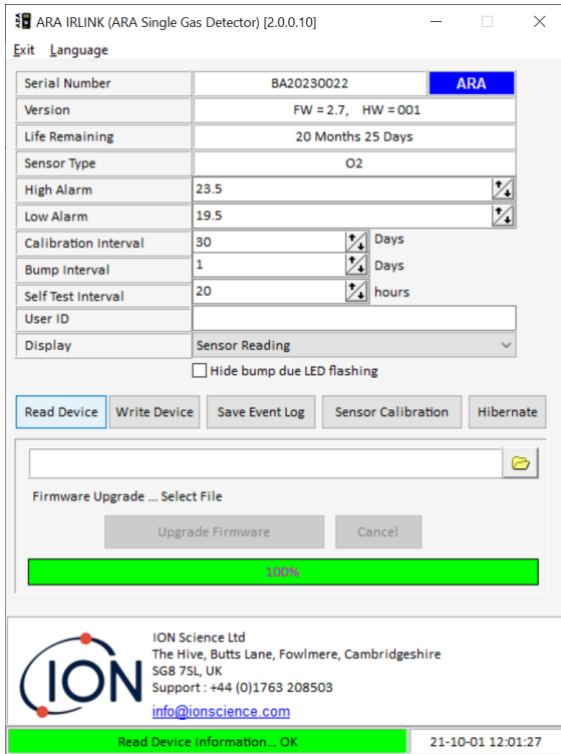 ARA IRLINK (ARA Single Gas Detector) [2.0.0.10]
Exit Language
Serial Number BA20230022 ARA
Version FW = 2.7, HW = 001
Life Remaining 20 Months 25 Days
Sensor Type O2
High Alarm 23.5
Low Alarm 19.5
Calibration Interval 30 Days
Bump Interval 1 Days
Self Test Interval 20 hours
User ID
Display Sensor Reading
Hide bump due LED flashing
Read Device Write Device Save Event Log Sensor Calibration Hibernate
Firmware Upgrade ... Select File
Upgrade Firmware Cancel
100%
ION
ION Science Ltd
The Hive, Butts Lane, Fowlmere, Cambridgeshire
SG8 7SL, UK
Support : +44 (0)1763 208503
info@ionscience.com
Read Device Information... OK 21-10-01 12:01:27